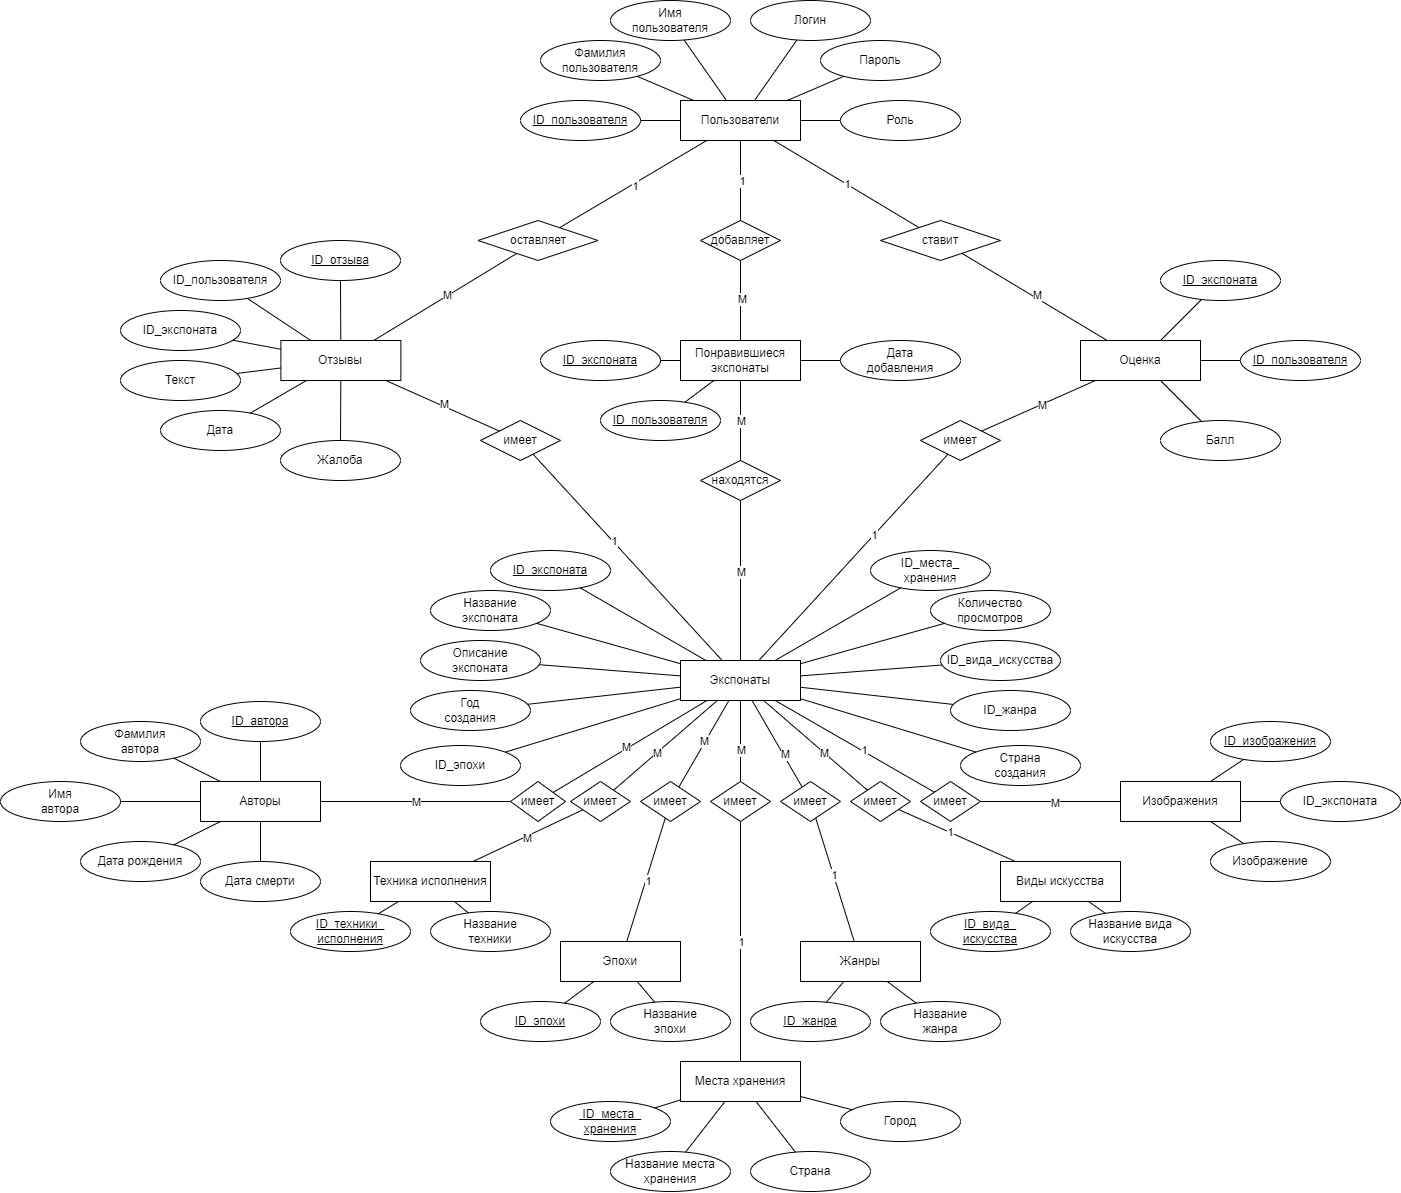 Имя
пользователя
Логин
Фамилия
пользователя
Пароль
ID_пользователя
Пользователи
Роль
1
1
1
оставляет
добавляет
ставит
ID_отзыва
ID_пользователя
ID_экспоната
М
М
М
ID_экспоната
Отзывы
ID_экспоната
Понравившиеся
экспонаты
Дата
добавления
Оценка
ID_пользователя
Текст
М
М
ID_пользователя
М
Дата
имеет
имеет
Балл
Жалоба
находятся
1
1
М
ID_экспоната
ID_места_
хранения
Название
экспоната
Количество
просмотров
Описание
экспоната
ID_вида_искусства
Экспонаты
Год
создания
ID_жанра
ID_автора
Фамилия
автора
ID_изображения
М
М
М
М
М
М
1
ID_эпохи
Страна
создания
Имя
автора
Авторы
М
имеет
имеет
имеет
имеет
имеет
имеет
имеет
М
Изображения
ID_экспоната
М
1
Дата рождения
Изображение
Дата смерти
Техника исполнения
1
1
Виды искусства
ID_техники_
исполнения
Название
техники
ID_вида_
искусства
Название вида
искусства
1
Эпохи
Жанры
ID_эпохи
Название
эпохи
ID_жанра
Название
жанра
Места хранения
ID_места_
хранения
Город
Название места
хранения
Страна